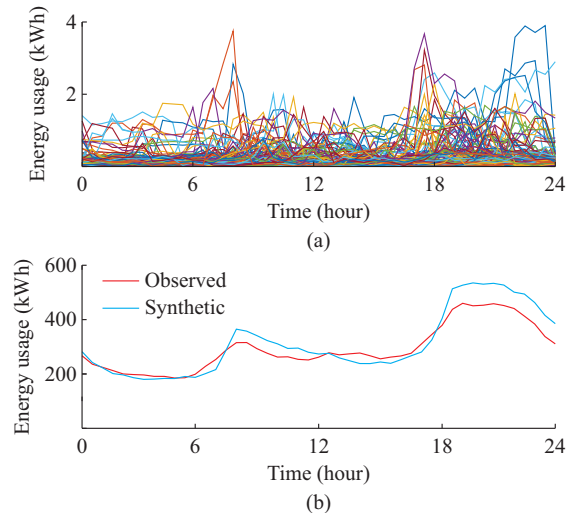 Energy usage (kWh)
4
2
0
6
12
18
24
Time (hour)
(a)
Energy usage (kWh)
600
400
200
Observed
Synthetic
0
6
12
18
24
Time (hour)
(b)